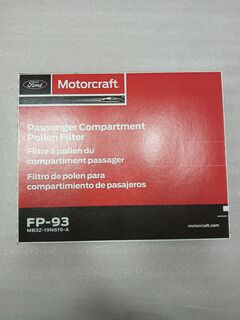 Ford
Motorcraft
Passenger Compartment
Pollen Filter
Filtre à pollen du
compartiment passager
Filtro de polen para
compartimiento de pasajeros
FP-93
MB3Z-19N619-A
motorcraft.com